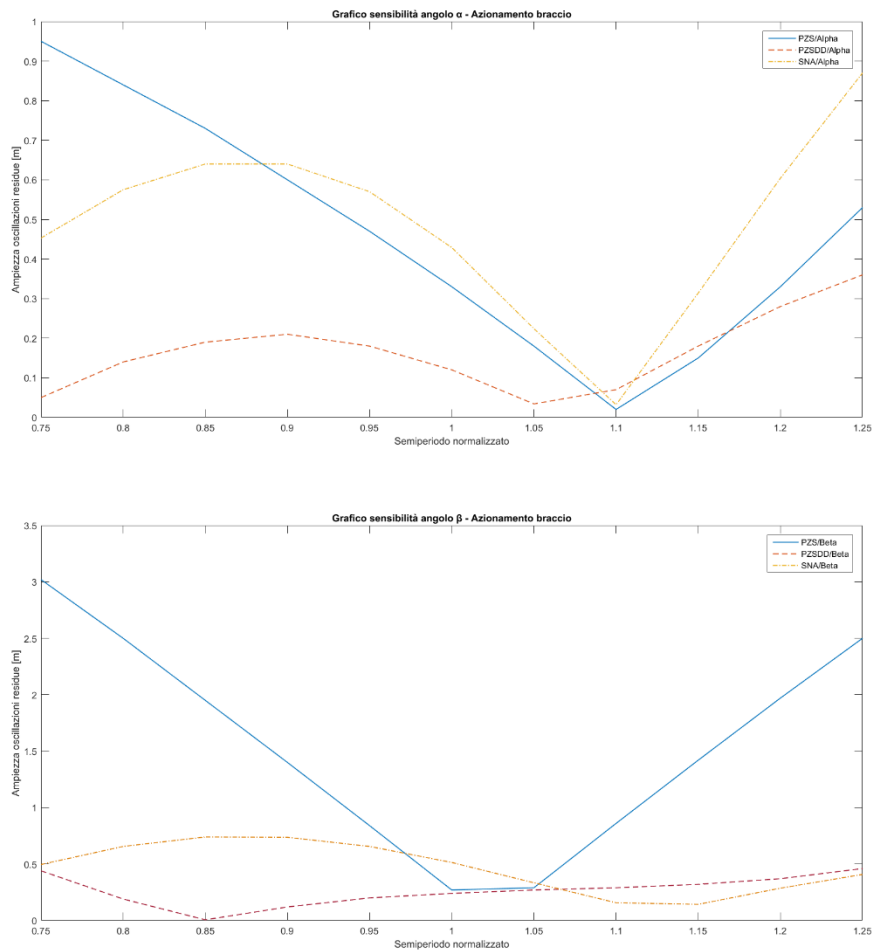 Grafico sensibilità angolo α - Azionamento braccio
PZS/Alpha
PZSDD/Alpha
SNA/Alpha
Ampiezza oscillazioni residue [m]
1
0.9
0.8
0.7
0.6
0.5
0.4
0.3
0.2
0.1
0
0.75 0.8 0.85 0.9 0.95 1 1.05 1.1 1.15 1.2 1.25
Semiperiodo normalizzato
Grafico sensibilità angolo β - Azionamento braccio
PZS/Beta
PZSDD/Beta
SNA/Beta
Ampiezza oscillazioni residue [m]
3.5
3
2.5
2
1.5
1
0.5
0
0.75 0.8 0.85 0.9 0.95 1 1.05 1.1 1.15 1.2 1.25
Semiperiodo normalizzato